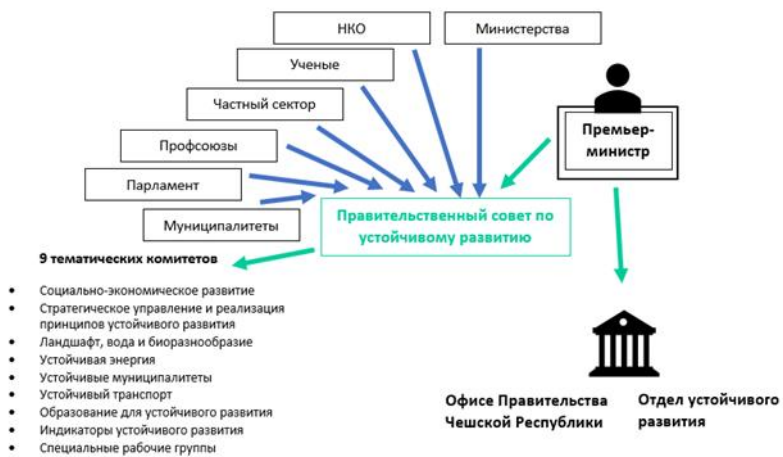 НКО
Министерства
Ученые
Частный сектор
Профсоюзы
Парламент
Муниципалитеты
Премьер-
министр
Правительственный совет по
устойчивому развитию
9 тематических комитетов
• Социально-экономическое развитие
• Стратегическое управление и реализация
принципов устойчивого развития
• Ландшафт, вода и биоразнообразие
• Устойчивая энергия
• Устойчивые муниципалитеты
• Устойчивый транспорт
• Образование для устойчивого развития
• Индикаторы устойчивого развития
• Специальные рабочие группы
Офисе Правительства
Чешской Республики
Отдел устойчивого
развития